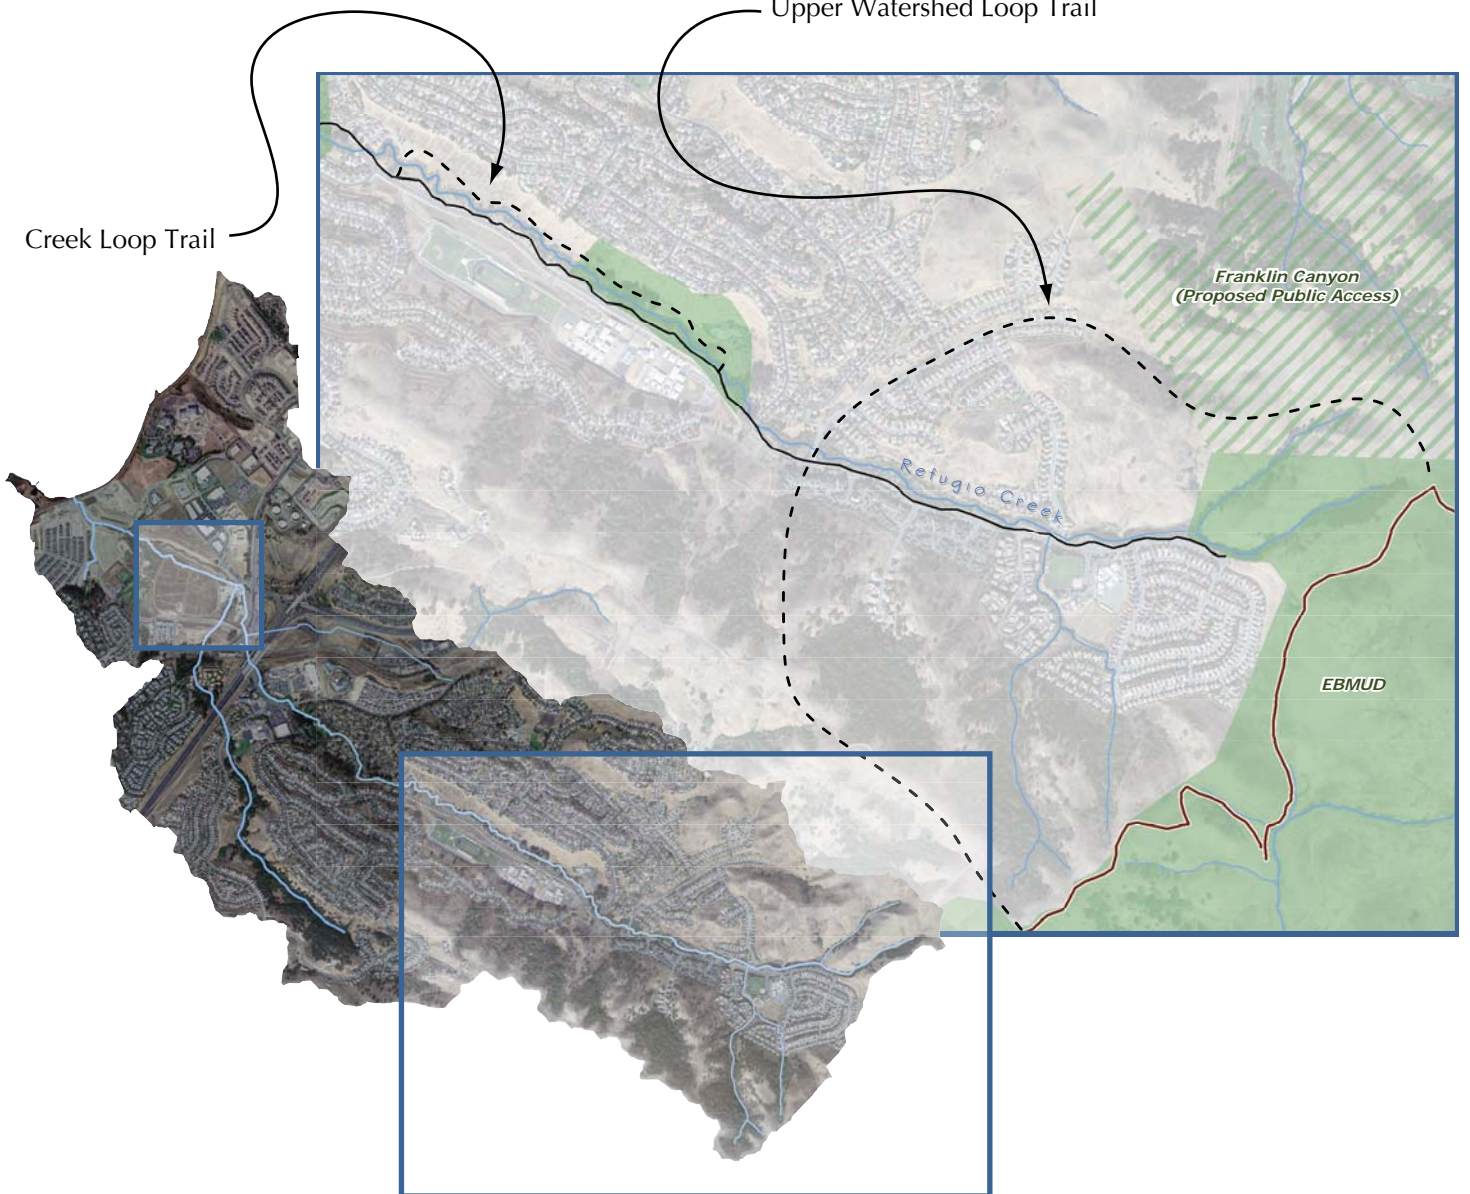 Upper Watershed Loop Trail
Creek Loop Trail
Franklin Canyon
(Proposed Public Access)
Refugio Creek
EBMUD